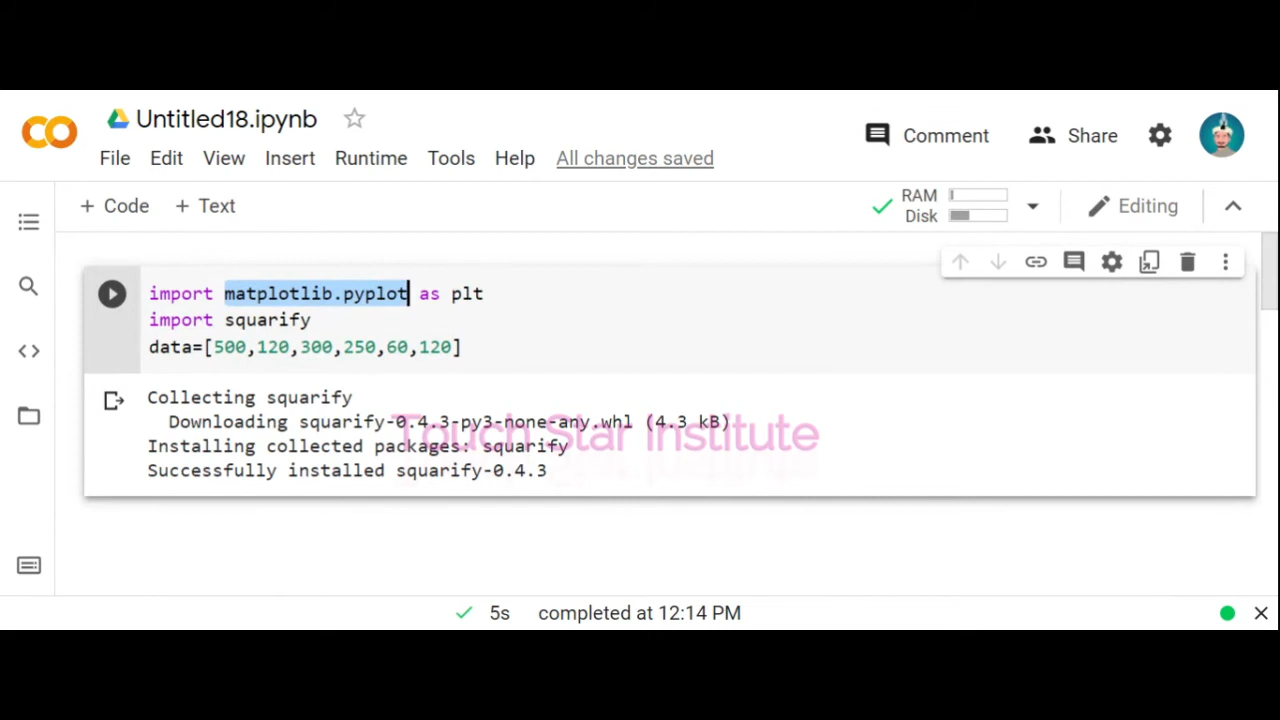 Untitled18.ipynb
Comment
Share
File Edit View Insert Runtime Tools Help All changes saved
+ Code + Text
RAM
Disk
Editing
import matplotlib.pyplot as plt
import squarify
data=[500,120,300,250,60,120]
Collecting squarify
Downloading squarify-0.4.3-py3-none-any.whl (4.3 kB)
Installing collected packages: squarify
Successfully installed squarify-0.4.3
Touch Star Institute
5s completed at 12:14 PM